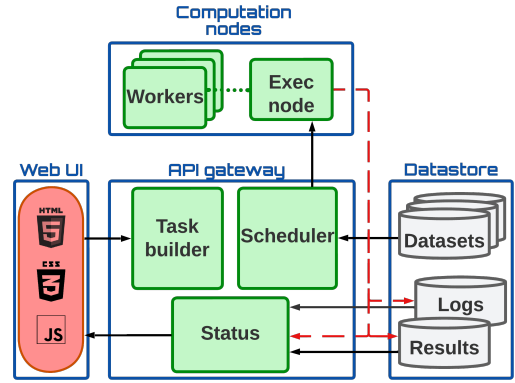 Computation
nodes
Workers
Exec
node
Web UI
API gateway
Datastore
HTML
5
CSS
3
JS
Task
builder
Scheduler
Status
Datasets
Logs
Results